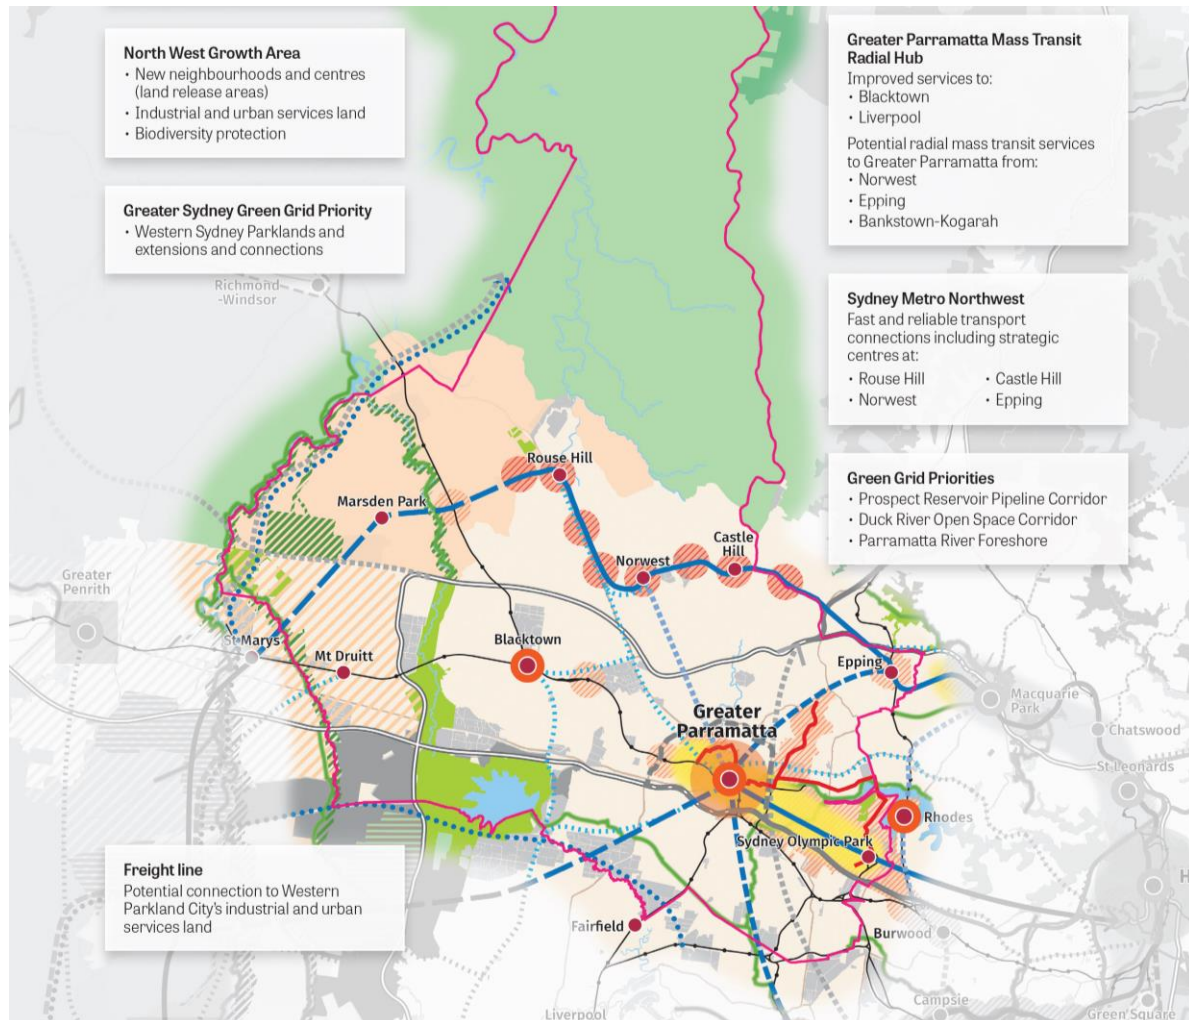 North West Growth Area
• New neighbourhoods and centres
(land release areas)
• Industrial and urban services land
• Biodiversity protection
Greater Sydney Green Grid Priority
• Western Sydney Parklands and
extensions and connections
Greater Parramatta Mass Transit
Radial Hub
Improved services to:
• Blacktown
• Liverpool
Potential radial mass transit services
to Greater Parramatta from:
• Norwest
• Epping
• Bankstown-Kogarah
Sydney Metro Northwest
Fast and reliable transport
connections including strategic
centres at:
• Rouse Hill
• Castle Hill
• Norwest
• Epping
Green Grid Priorities
• Prospect Reservoir Pipeline Corridor
• Duck River Open Space Corridor
• Parramatta River Foreshore
Richmond
-Windsor
Rouse Hill
Marsden Park
Castle
Hill
Norwest
Greater
Penrith
St Marys
Mt Druitt
Blacktown
Epping
Macquarie
Park
Greater
Parramatta
Chatswood
St Leonards
Rhodes
Sydney Olympic Park
H
Freight line
Potential connection to Western
Parkland City's industrial and urban
services land
Fairfield
Burwood
Campsie
Liverpool
Green Square